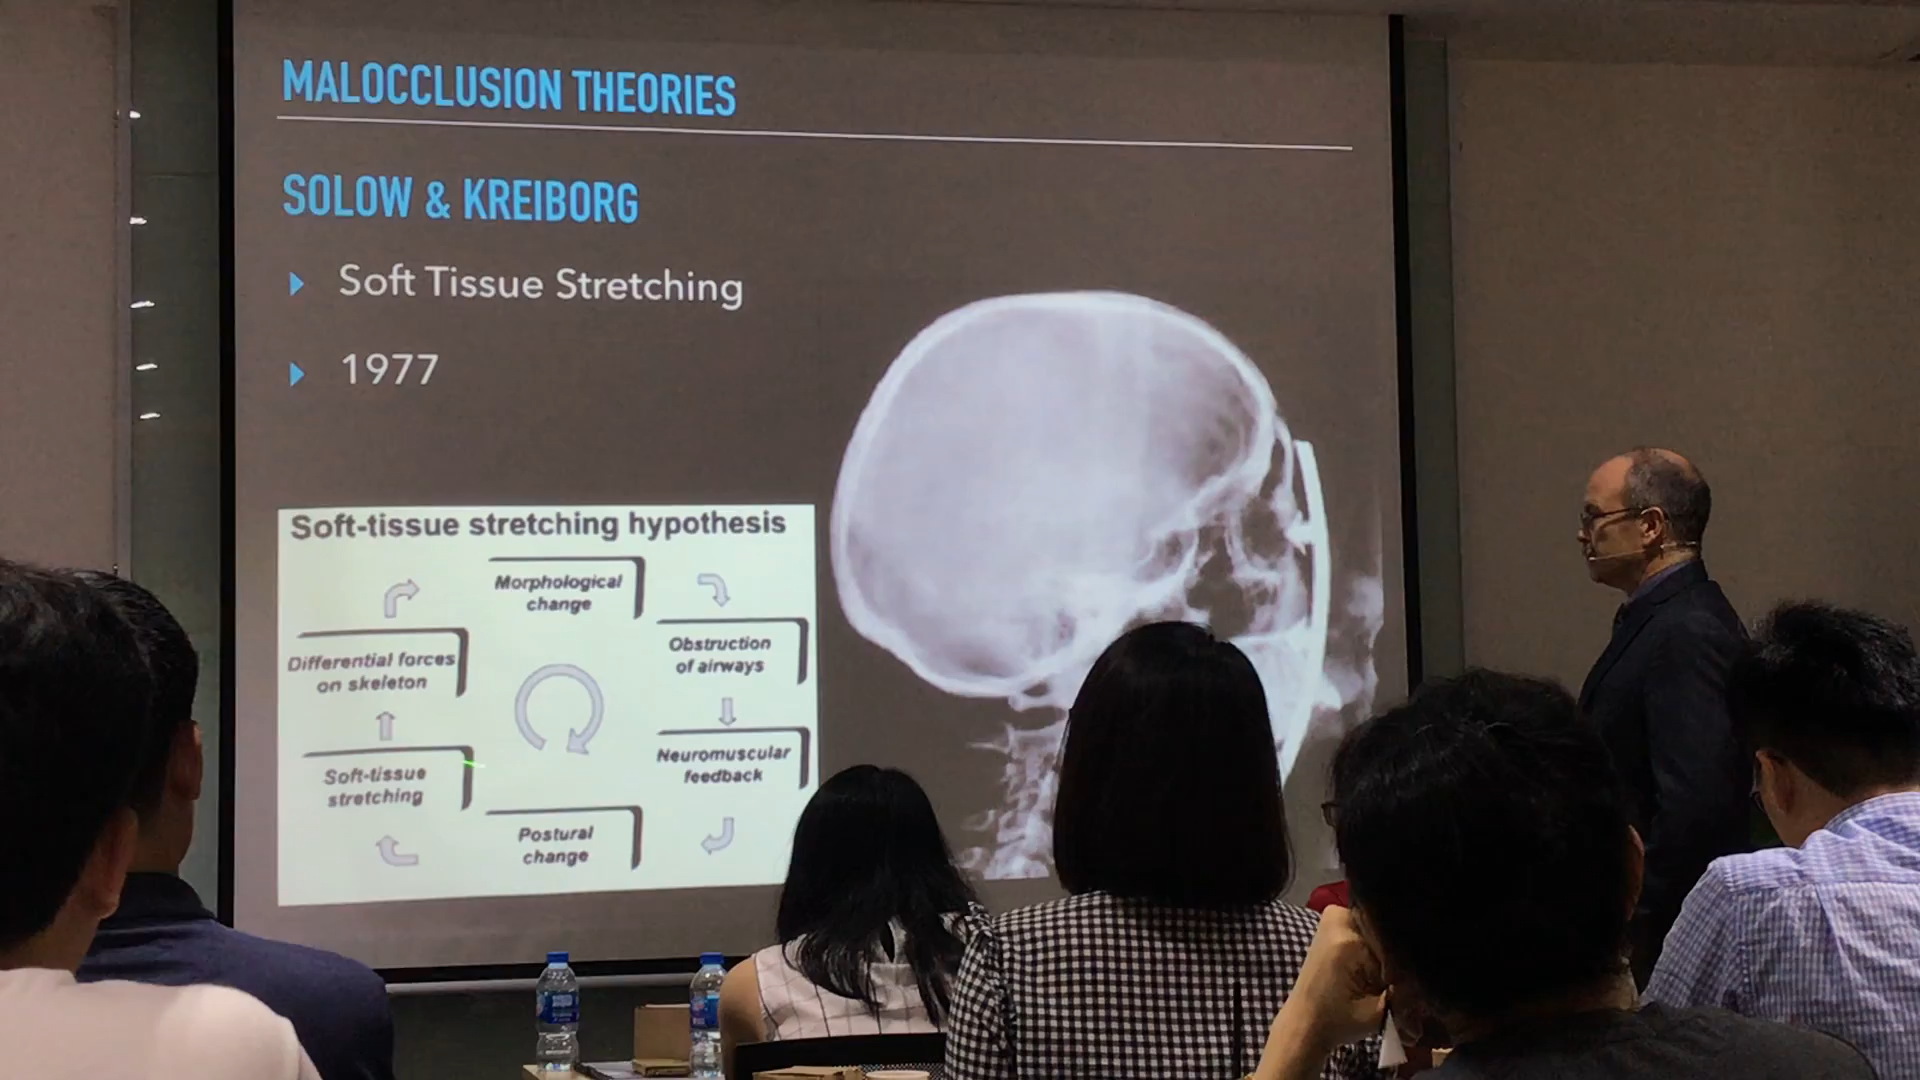 MALOCCLUSION THEORIES
SOLOW & KREIBORG
Soft Tissue Stretching
1977
Soft-tissue stretching hypothesis
Morphological
change
Obstruction
of airways
Neuromuscular
feedback
Postural
change
Soft-tissue
stretching
Differential forces
on skeleton